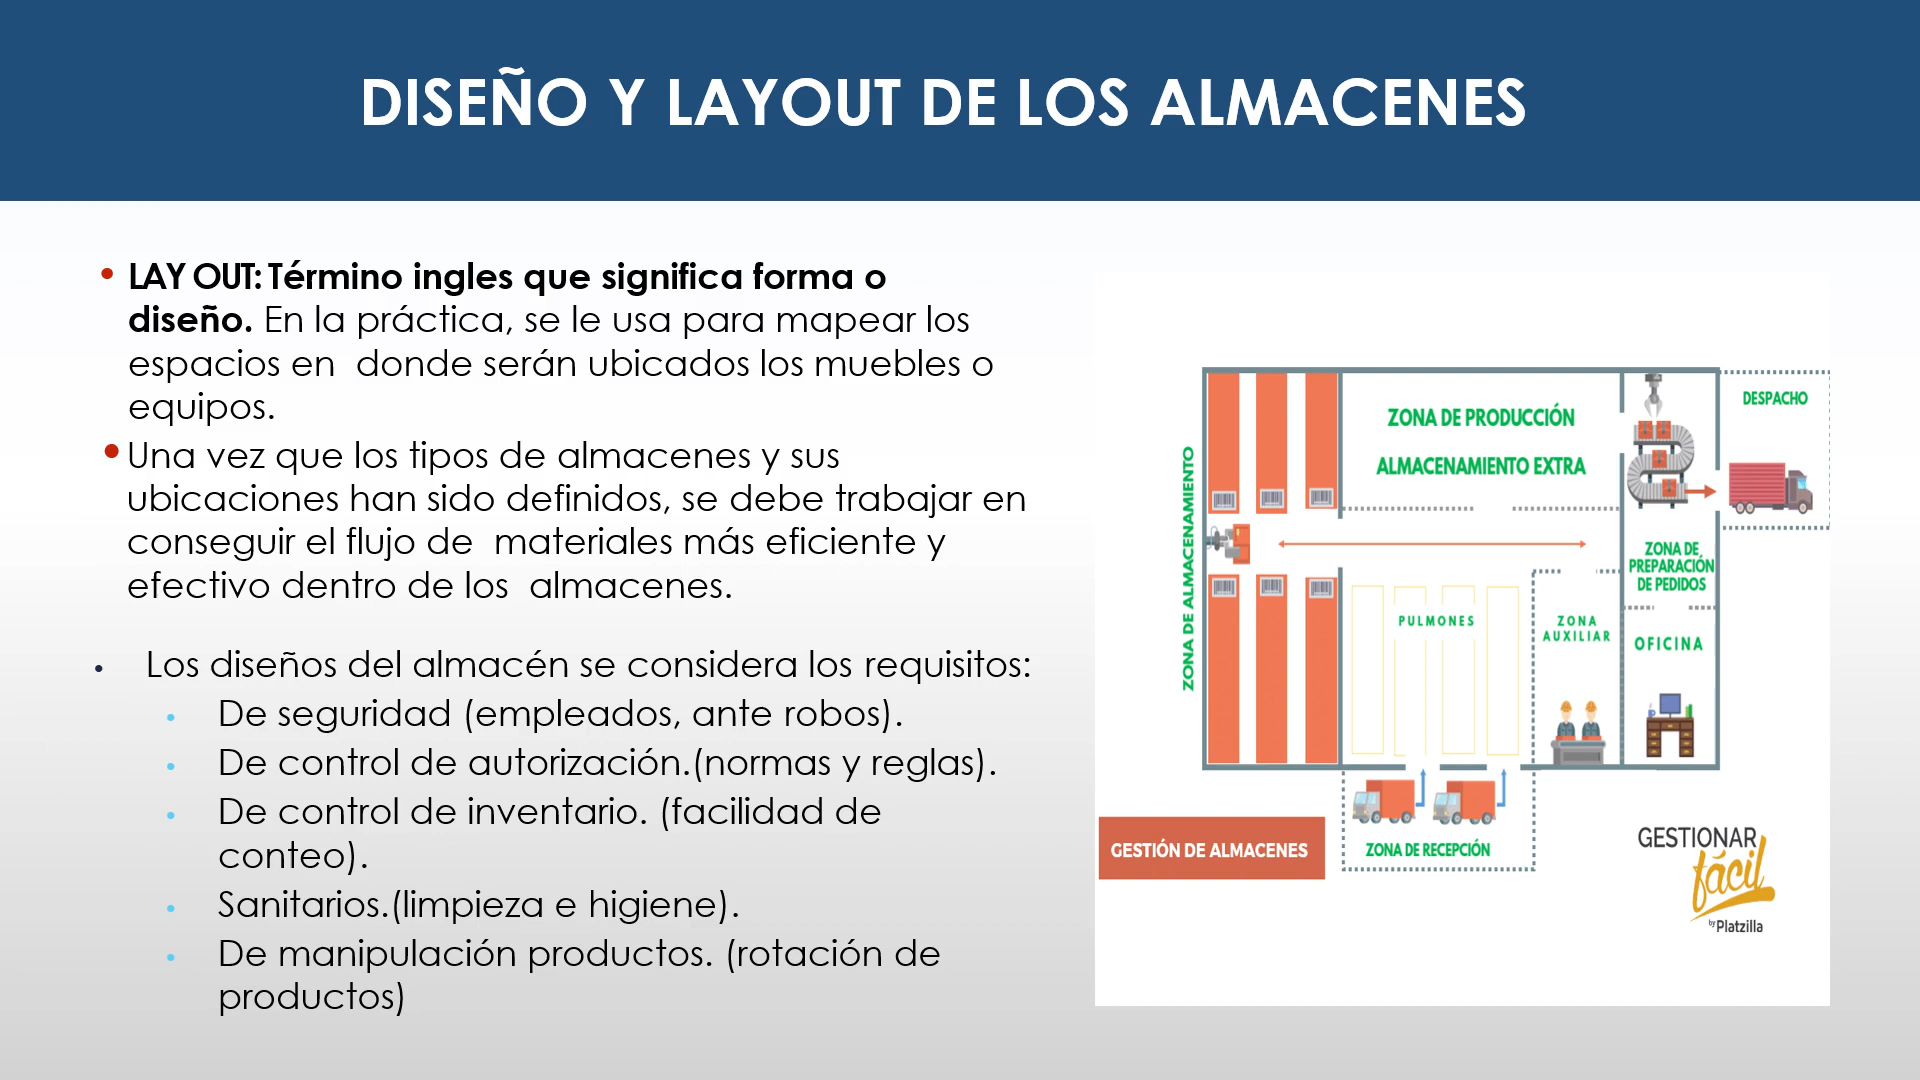 DISEÑO Y LAYOUT DE LOS ALMACENES
• LAY OUT: Término ingles que significa forma o
diseño. En la práctica, se le usa para mapear los
espacios en donde serán ubicados los muebles o
equipos.
• Una vez que los tipos de almacenes y sus
ubicaciones han sido definidos, se debe trabajar en
conseguir el flujo de materiales más eficiente y
efectivo dentro de los almacenes.
• Los diseños del almacén se considera los requisitos:
• De seguridad (empleados, ante robos).
• De control de autorización.(normas y reglas).
• De control de inventario. (facilidad de
conteo).
• Sanitarios.(limpieza e higiene).
• De manipulación productos. (rotación de
productos)
ZONA DE ALMACENAMIENTO
ZONA DE PRODUCCIÓN
ALMACENAMIENTO EXTRA
DESPACHO
ZONA DE
PREPARACIÓN
DE PEDIDOS
PULMONES
ZONA
AUXILIAR
OFICINA
ZONA DE RECEPCIÓN
GESTIÓN DE ALMACENES
GESTIONAR
fácil
by Platzilla